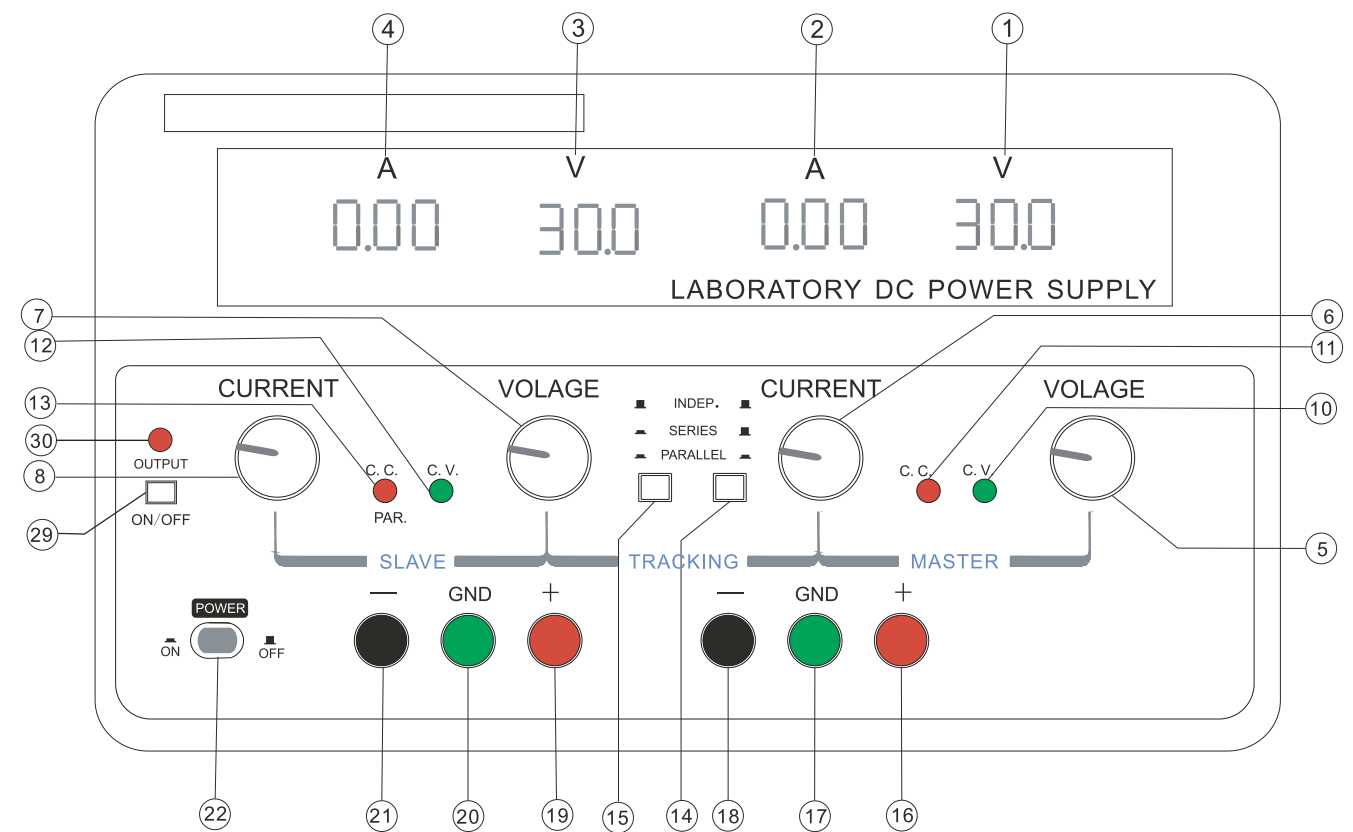 4 3 2 1
A V A V
0.00 30.0 0.00 30.0
LABORATORY DC POWER SUPPLY
7 6
12 11
CURRENT VOLAGE CURRENT VOLAGE
13 INDEP. 10
30 SERIES
OUTPUT PARALLEL
8 C. C. C. V. C. C. C. V.
PAR.
ON/OFF
29 5
SLAVE TRACKING MASTER
— GND + — GND +
POWER
ON OFF
22 21 20 19 15 14 18 17 16